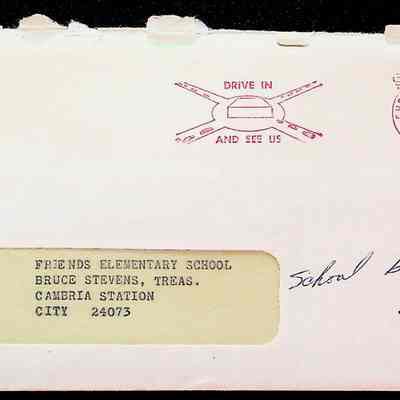 DRIVE IN
AND SEE US
FRIENDS ELEMENTARY SCHOOL
BRUCE STEVENS, TREAS.
CAMBRIA STATION
CITY 24073
School